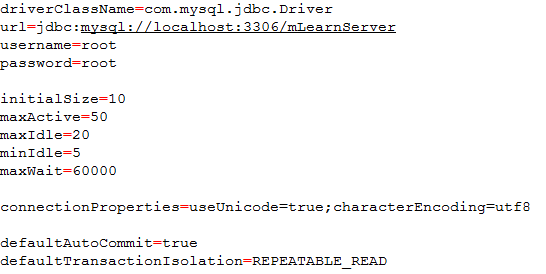 driverClassName=com.mysql.jdbc.Driver
url=jdbc:mysql://localhost:3306/mLearnServer
username=root
password=root
initialSize=10
maxActive=50
maxIdle=20
minIdle=5
maxWait=60000
connectionProperties=useUnicode=true;characterEncoding=utf8
defaultAutoCommit=true
defaultTransactionIsolation=REPEATABLE_READ